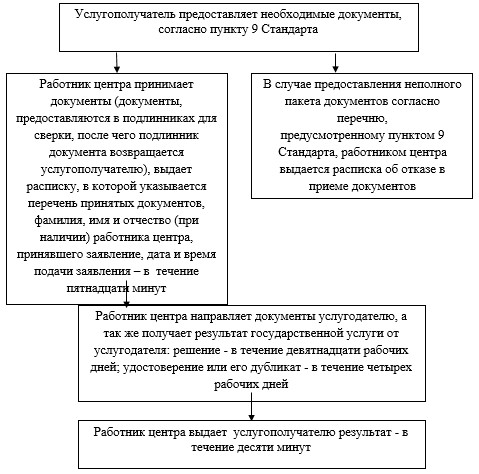 Услугополучатель предоставляет необходимые документы,
согласно пункту 9 Стандарта
Работник центра принимает
документы (документы,
предоставляются в подлинниках для
сверки, после чего подлинник
документа возвращается
услугополучателю), выдает
расписку, в которой указывается
перечень принятых документов,
фамилия, имя и отчество (при
наличии) работника центра,
принявшего заявление, дата и время
подачи заявления – в течение
пятнадцати минут
В случае предоставления неполного
пакета документов согласно
перечню,
предусмотренному пунктом 9
Стандарта, работником центра
выдается расписка об отказе в
приеме документов
Работник центра направляет документы услугодателю, а
так же получает результат государственной услуги от
услугодателя: решение - в течение девятнадцати рабочих
дней; удостоверение или его дубликат - в течение четырех
рабочих дней
Работник центра выдает услугополучателю результат - в
течение десяти минут